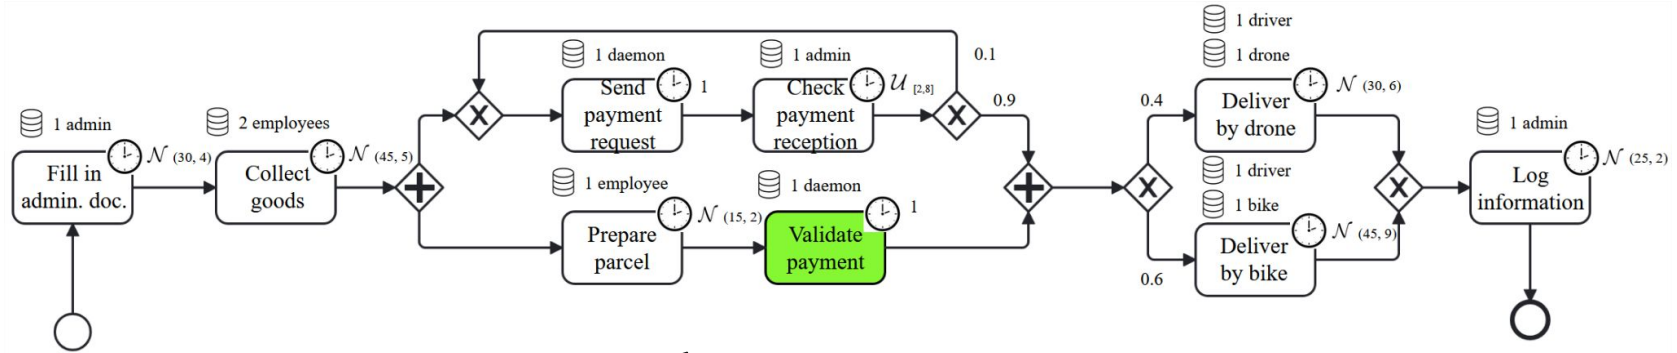 1 admin
N (30, 4)
Fill in
admin. doc.
2 employees
N (45, 5)
Collect
goods
1 daemon
1
Send
payment
request
1 admin
U [2,8]
Check
payment
reception
0.1
0.9
1 employee
N (15, 2)
Prepare
parcel
1 daemon
1
Validate
payment
0.4
0.6
1 driver
1 drone
N (30, 6)
Deliver
by drone
1 driver
1 bike
N (45, 9)
Deliver
by bike
1 admin
N (25, 2)
Log
information